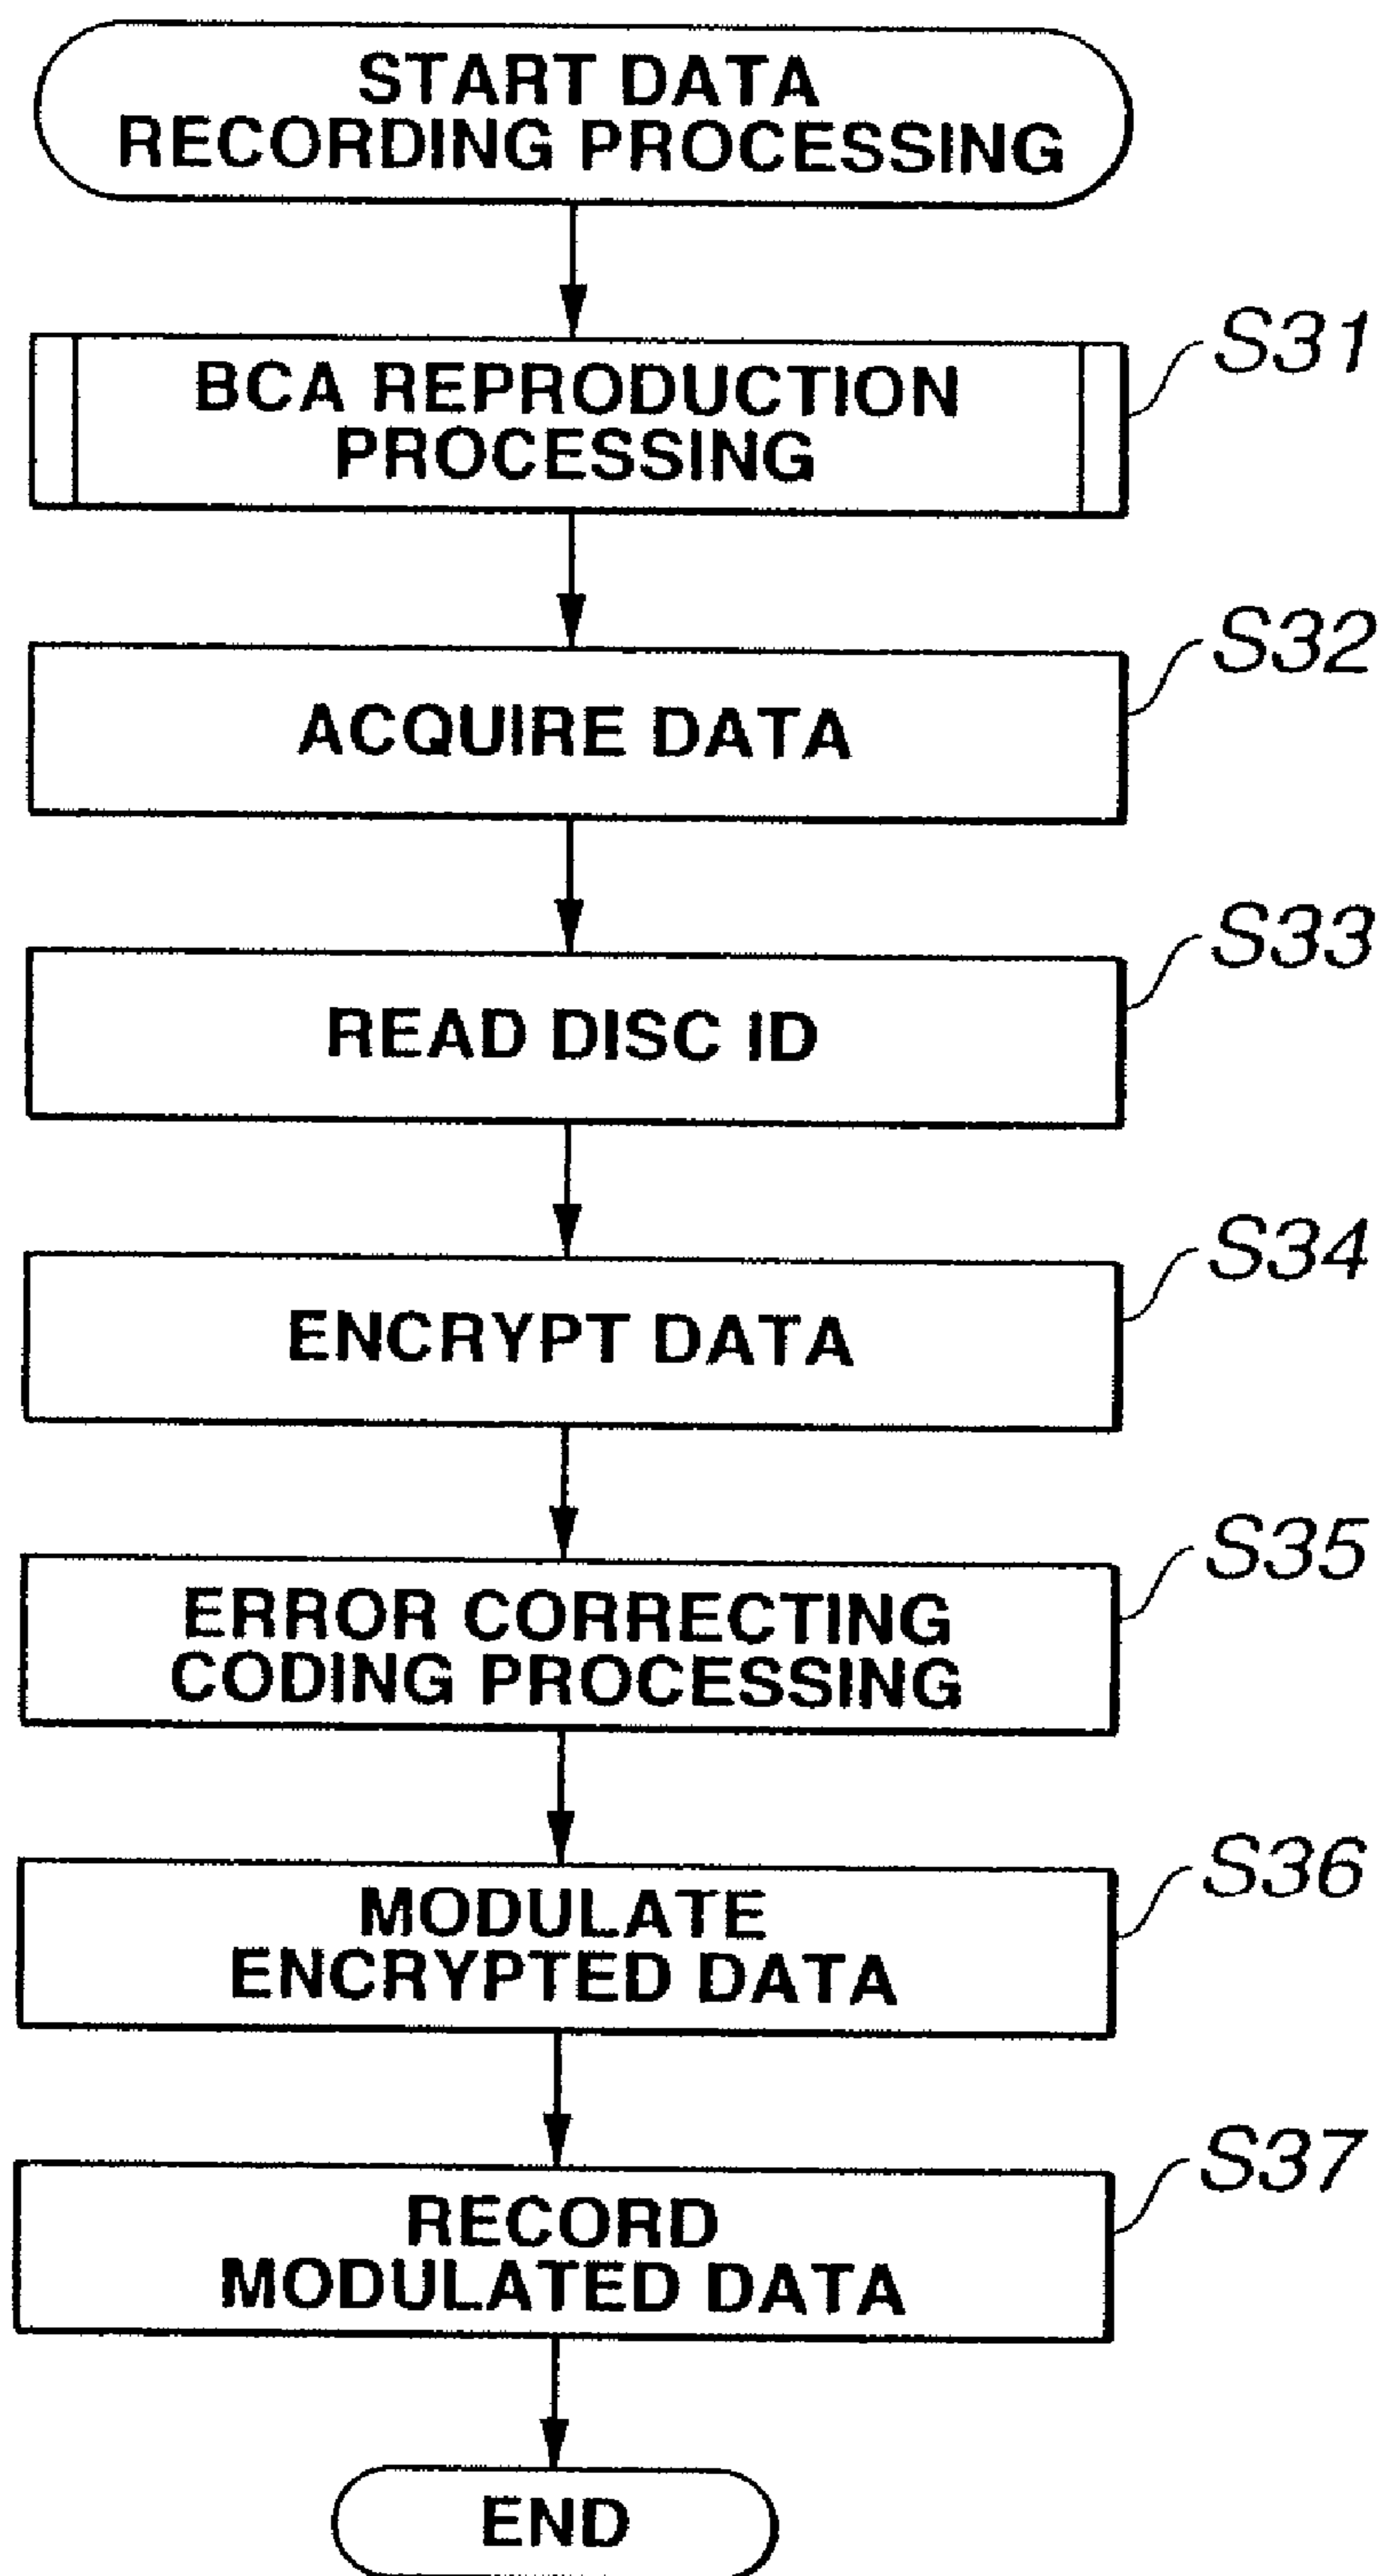 START DATA
RECORDING PROCESSING
S31
BCA REPRODUCTION
PROCESSING
S32
ACQUIRE DATA
S33
READ DISC ID
S34
ENCRYPT DATA
S35
ERROR CORRECTING
CODING PROCESSING
S36
MODULATE
ENCRYPTED DATA
S37
RECORD
MODULATED DATA
END